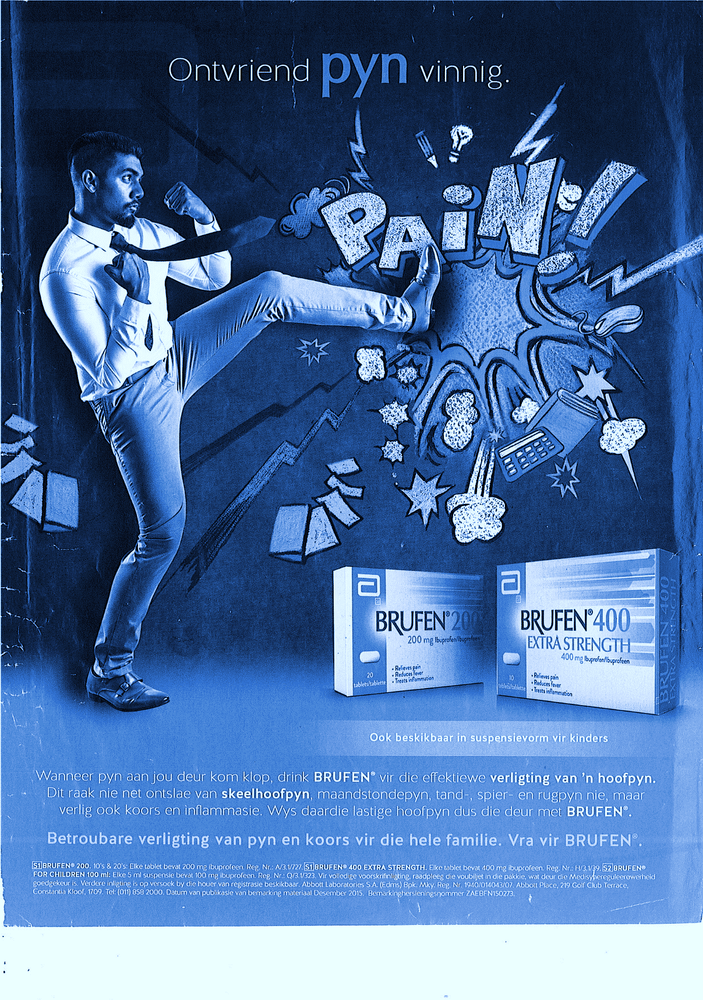 Ontvriend pyn vinnig.
PAiN!
BRUFEN® 200
200 mg Ibuprofen/Ibuprofeen
20
tablets/tablette
• Relieves pain
• Reduces fever
• Treats inflammation
BRUFEN® 400
EXTRA STRENGTH
400 mg Ibuprofen/Ibuprofeen
10
tablets/tablette
• Relieves pain
• Reduces fever
• Treats inflammation
BRUFEN 400
EXTRA STRENGTH
Ook beskikbaar in suspensievorm vir kinders
Wanneer pyn aan jou deur kom klop, drink BRUFEN® vir die effektiewe verligting van 'n hoofpyn.
Dit raak nie net ontslae van skeelhoofpyn, maandstondepyn, tand-, spier- en rugpyn nie, maar
verlig ook koors en inflammasie. Wys daardie lastige hoofpyn dus die deur met BRUFEN®.
Betroubare verligting van pyn en koors vir die hele familie. Vra vir BRUFEN®.
S1 BRUFEN® 200. 10's & 20's: Elke tablet bevat 200 mg ibuprofeen. Reg. Nr.: A/3.1/727. S1 BRUFEN® 400 EXTRA STRENGTH. Elke tablet bevat 400 mg ibuprofeen. Reg. Nr.: H/3.1/39. S2 BRUFEN®
FOR CHILDREN 100 ml: Elke 5 ml suspensie bevat 100 mg ibuprofeen. Reg. Nr.: Q/3.1/323. Vir volledige voorskrifinligting, raadpleeg die voubiljet in die pakkie, wat deur die Medisynereguleerowerheid
goedgekeur is. Verdere inligting is op versoek by die houer van registrasie beskikbaar. Abbott Laboratories S.A. (Edms) Bpk. Mky. Reg. Nr. 1940/014043/07. Abbott Place, 219 Golf Club Terrace,
Constantia Kloof, 1709. Tel: (011) 858 2000. Datum van publikasie van bemarking materiaal Desember 2015. Bemarkinghersieningsnommer ZAEBFN150273.